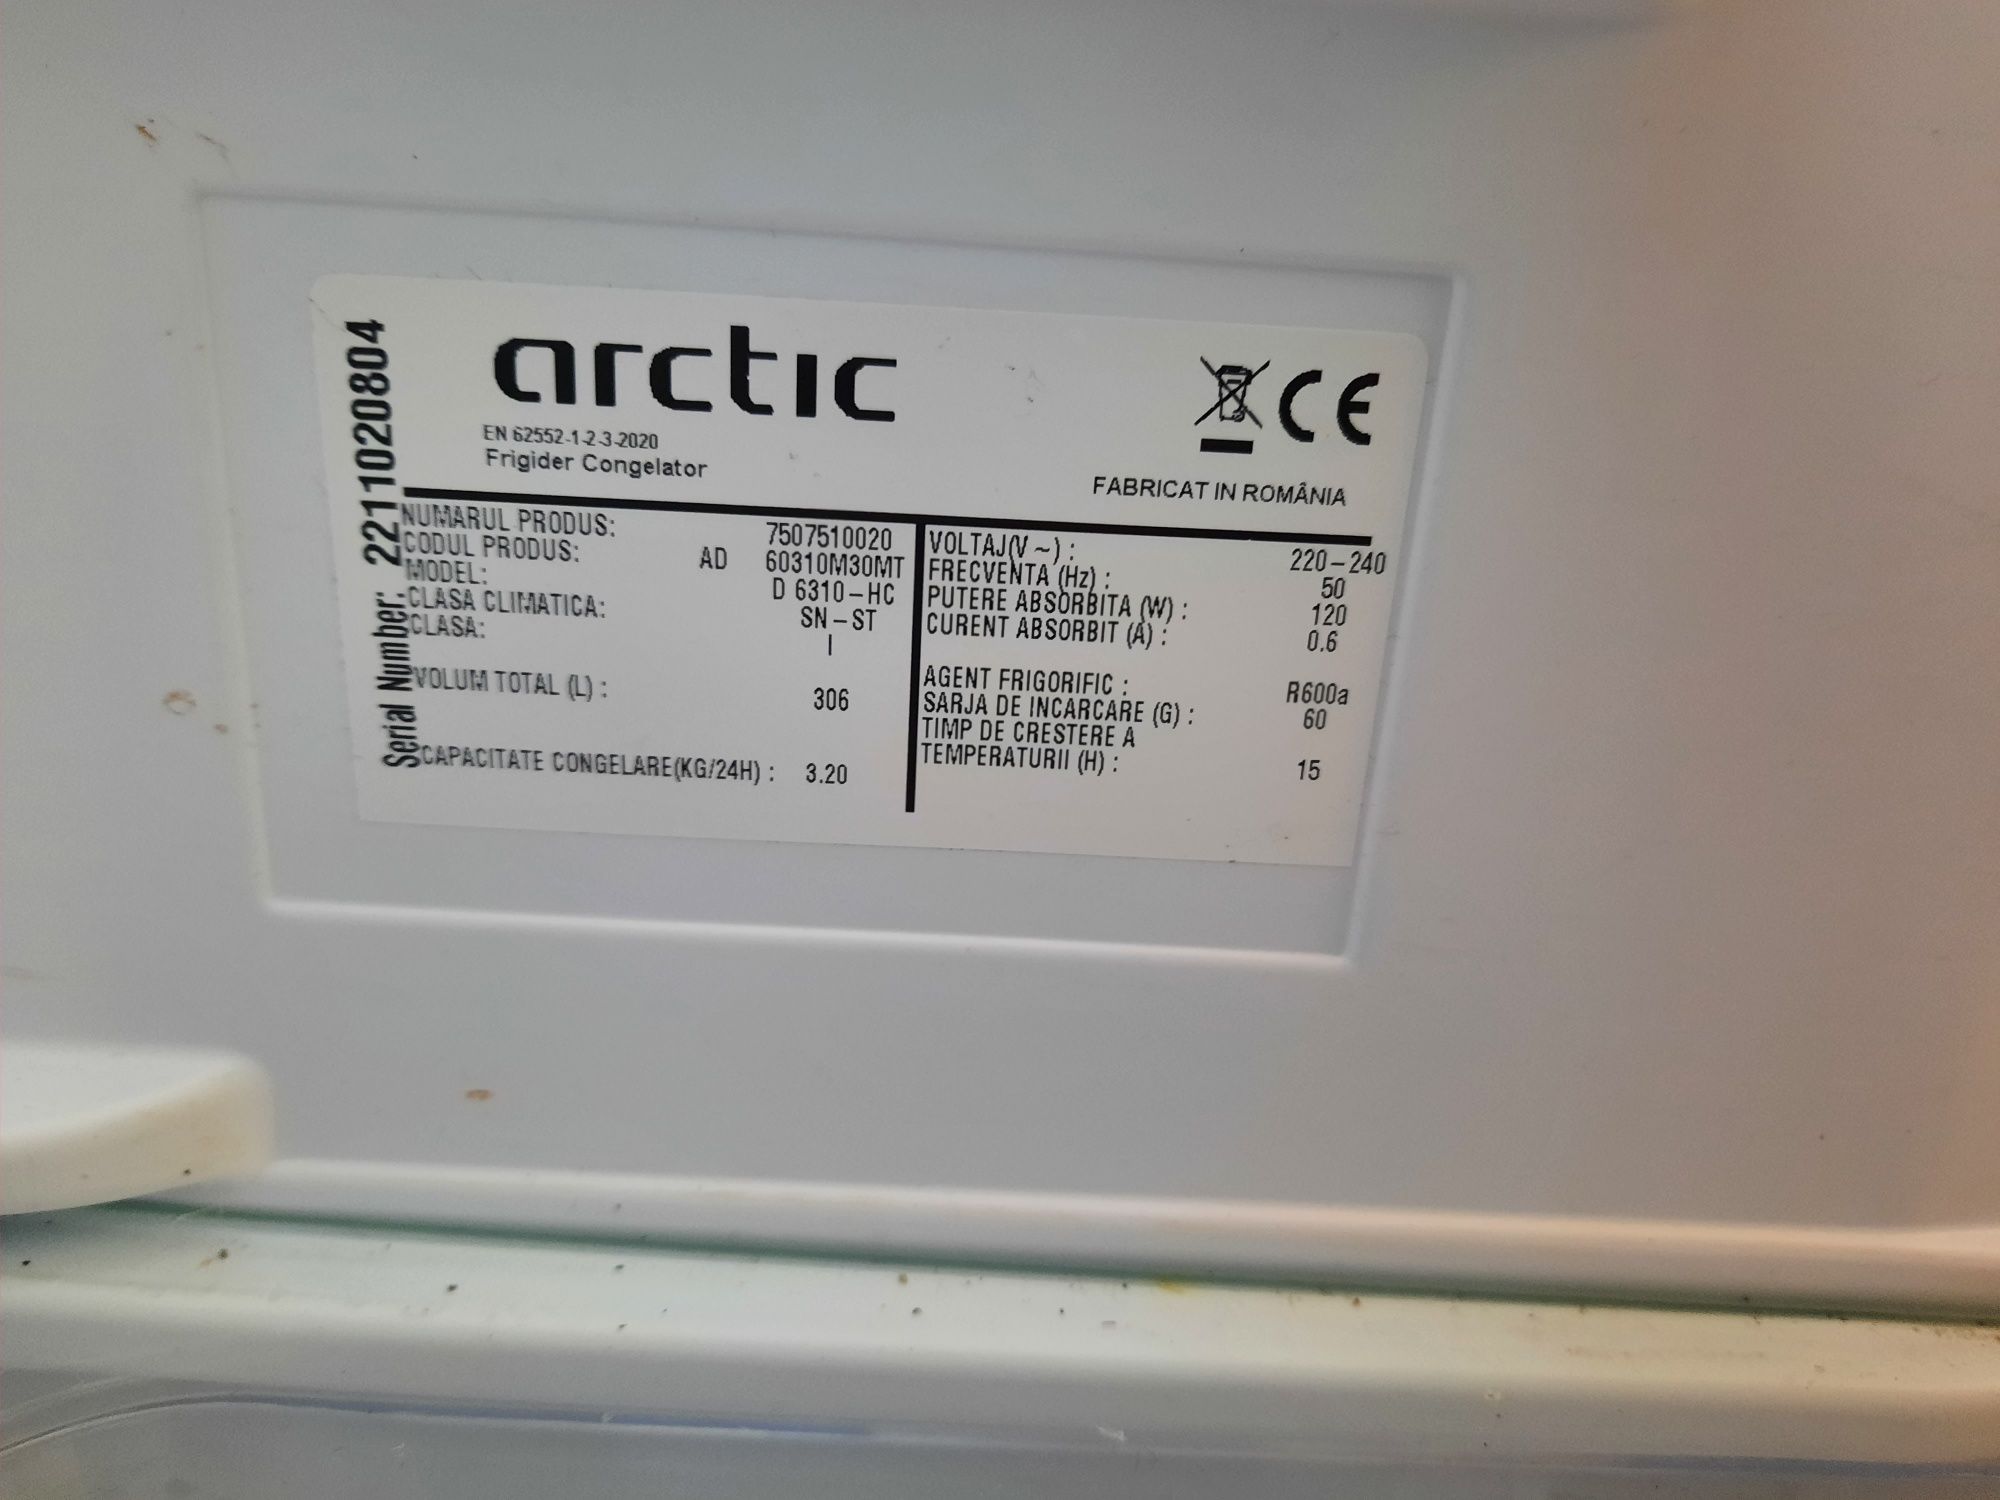 arctic
EN 62552-1-2-3-2020
Frigider Congelator
CE
FABRICAT IN ROMÂNIA
Serial Number: 2211020804
NUMARUL PRODUS: 7507510020
CODUL PRODUS: AD 60310M30MT
MODEL: D 6310-HC
CLASA CLIMATICA: SN-ST
CLASA: I
VOLUM TOTAL (L) : 306
CAPACITATE CONGELARE(KG/24H) : 3.20
VOLTAJ(V ~) : 220-240
FRECVENTA (Hz) : 50
PUTERE ABSORBITA (W) : 120
CURENT ABSORBIT (A) : 0.6
AGENT FRIGORIFIC : R600a
SARJA DE INCARCARE (G) : 60
TIMP DE CRESTERE A
TEMPERATURII (H) : 15